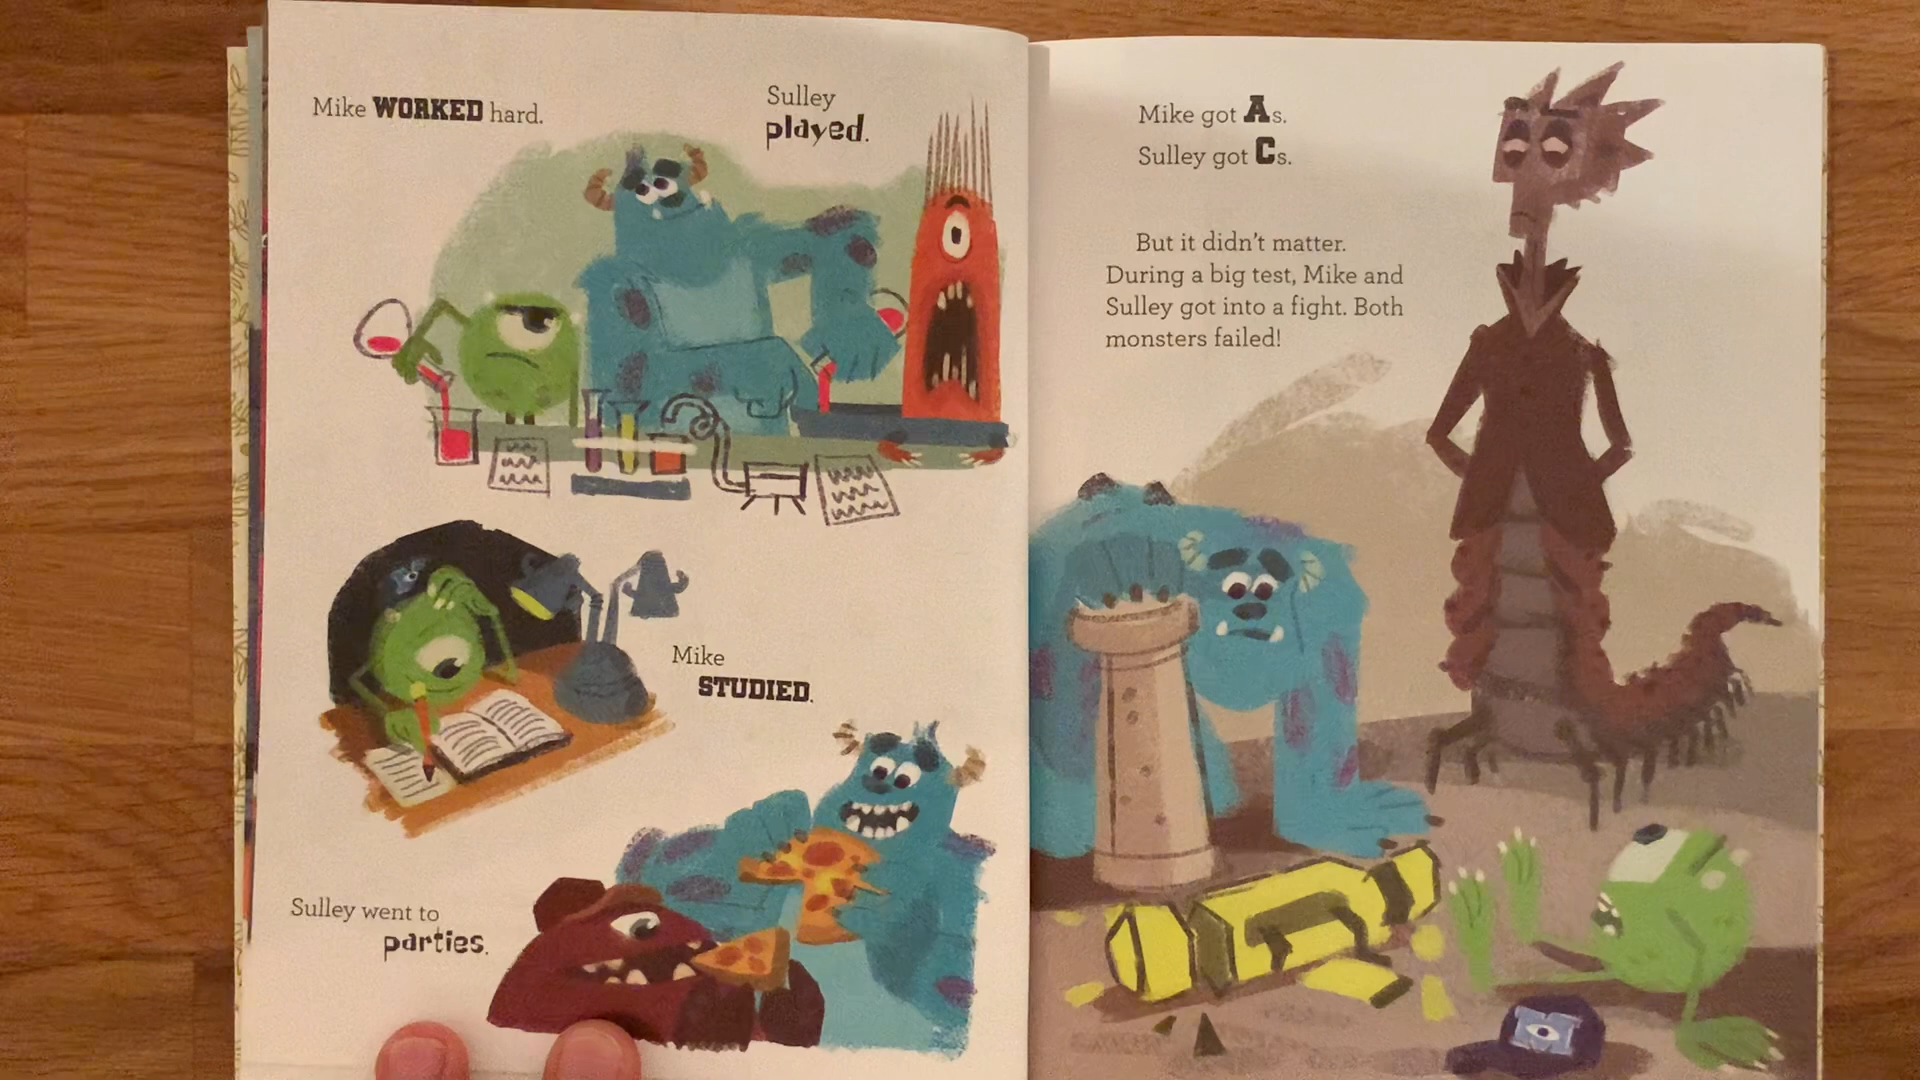 Mike WORKED hard.
Sulley
played.
Mike
STUDIED.
Sulley went to
parties.
Mike got As.
Sulley got Cs.
But it didn't matter.
During a big test, Mike and
Sulley got into a fight. Both
monsters failed!